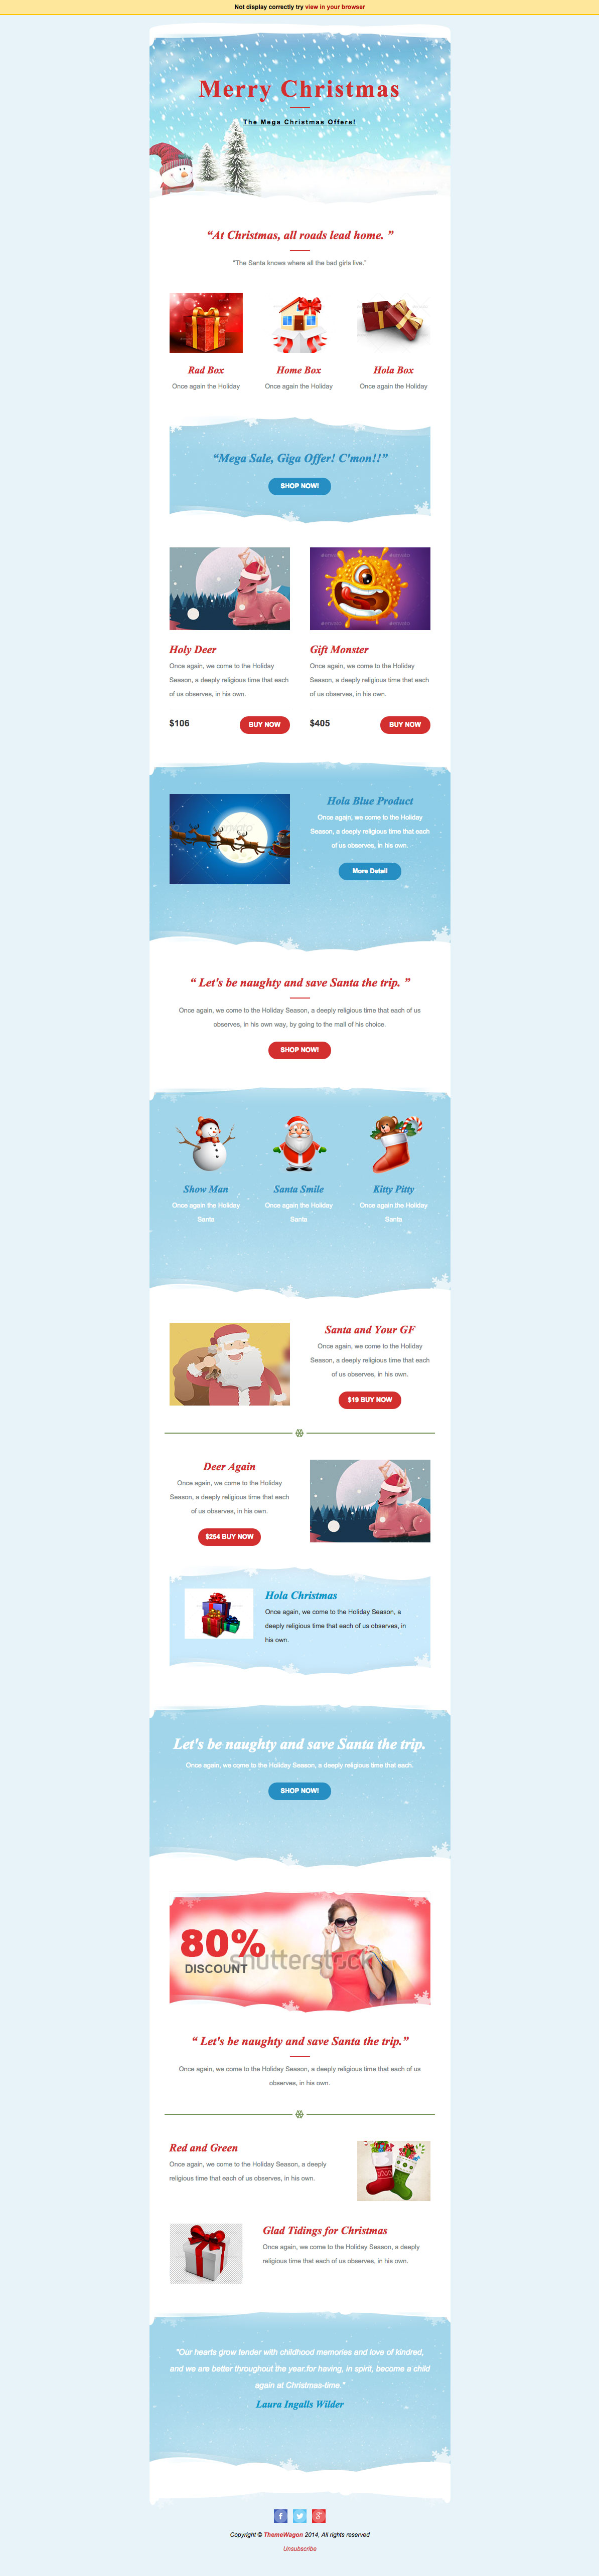 Not display correctly try view in your browser
Merry Christmas
The Mega Christmas Offers!
“At Christmas, all roads lead home. ”
"The Santa knows where all the bad girls live."
Rad Box
Once again the Holiday
Home Box
Once again the Holiday
Hola Box
Once again the Holiday
“Mega Sale, Giga Offer! C'mon!!”
SHOP NOW!
Holy Deer
Once again, we come to the Holiday
Season, a deeply religious time that each
of us observes, in his own.
$106
BUY NOW
Gift Monster
Once again, we come to the Holiday
Season, a deeply religious time that each
of us observes, in his own.
$405
BUY NOW
Hola Blue Product
Once again, we come to the Holiday
Season, a deeply religious time that each
of us observes, in his own.
More Detail
“ Let's be naughty and save Santa the trip. ”
Once again, we come to the Holiday Season, a deeply religious time that each of us
observes, in his own way, by going to the mall of his choice.
SHOP NOW!
Show Man
Once again the Holiday
Santa
Santa Smile
Once again the Holiday
Santa
Kitty Pitty
Once again the Holiday
Santa
Santa and Your GF
Once again, we come to the Holiday
Season, a deeply religious time that each
of us observes, in his own.
$19 BUY NOW
Deer Again
Once again, we come to the Holiday
Season, a deeply religious time that each
of us observes, in his own.
$254 BUY NOW
Hola Christmas
Once again, we come to the Holiday Season, a
deeply religious time that each of us observes, in
his own.
Let's be naughty and save Santa the trip.
Once again, we come to the Holiday Season, a deeply religious time that each.
SHOP NOW!
80%
DISCOUNT
shutterstock
“ Let's be naughty and save Santa the trip.”
Once again, we come to the Holiday Season, a deeply religious time that each of us
observes, in his own.
Red and Green
Once again, we come to the Holiday Season, a deeply
religious time that each of us observes, in his own.
Glad Tidings for Christmas
Once again, we come to the Holiday Season, a deeply
religious time that each of us observes, in his own.
"Our hearts grow tender with childhood memories and love of kindred,
and we are better throughout the year for having, in spirit, become a child
again at Christmas-time."
Laura Ingalls Wilder
Copyright © ThemeWagon 2014, All rights reserved
Unsubscribe